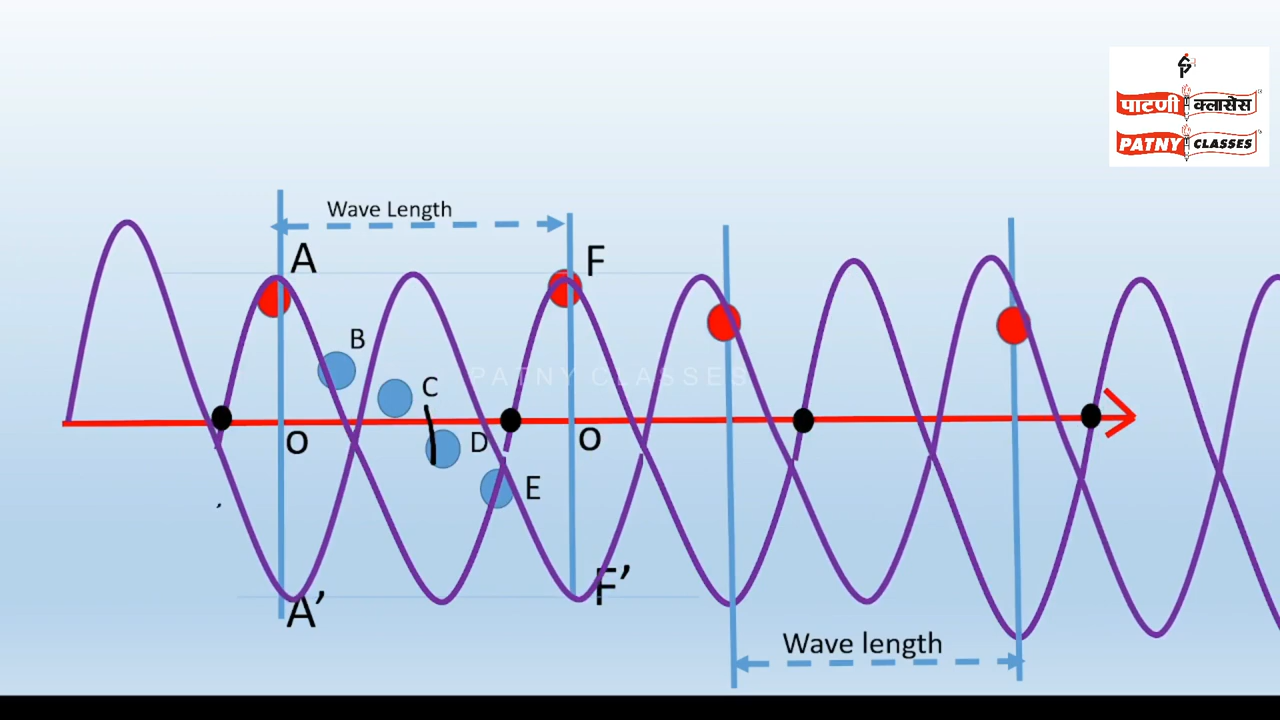 पाटणी क्लासेस
PATNY CLASSES
Wave Length
A
F
B
PATNY CLASSES
C
O
D
O
E
F’
A’
Wave length